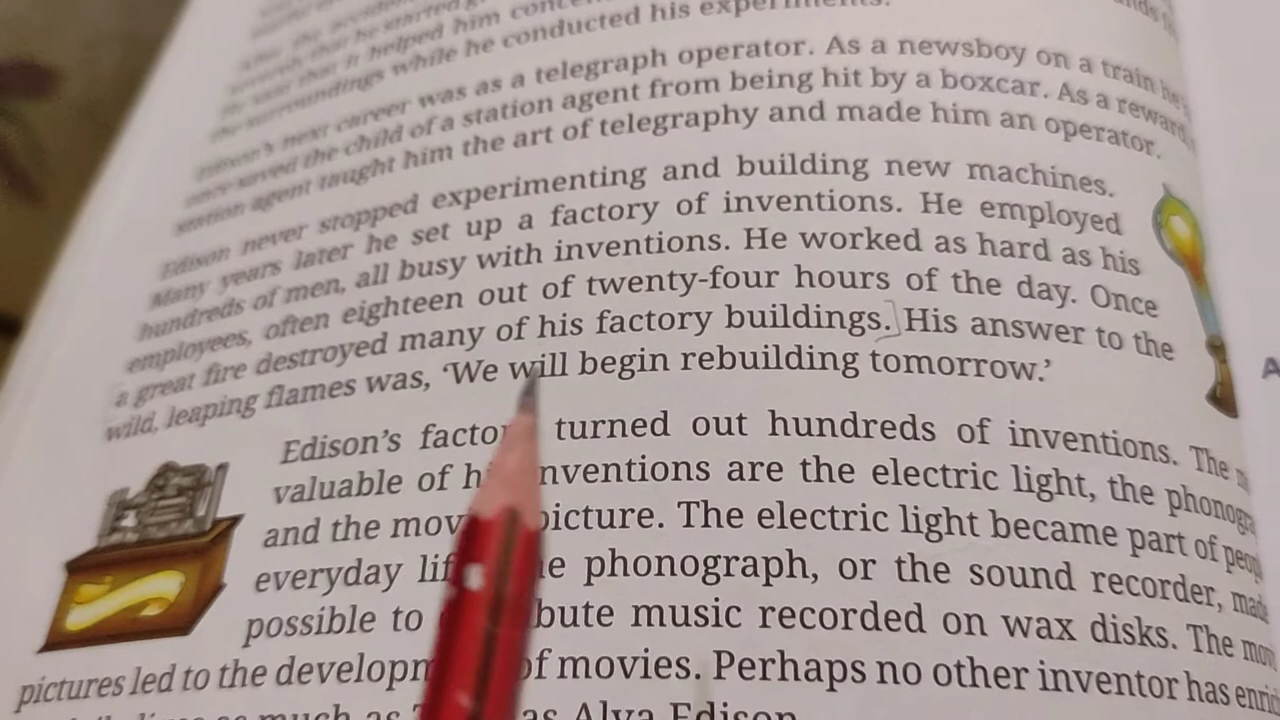 it helped him
surroundings while he conducted his experiments.
Edison's next career was as a telegraph operator. As a newsboy on a train he
once saved the child of a station agent from being hit by a boxcar. As a reward,
station agent taught him the art of telegraphy and made him an operator.
Edison never stopped experimenting and building new machines.
Many years later he set up a factory of inventions. He employed
hundreds of men, all busy with inventions. He worked as hard as his
employees, often eighteen out of twenty-four hours of the day. Once
a great fire destroyed many of his factory buildings. His answer to the
wild, leaping flames was, ‘We will begin rebuilding tomorrow.’
Edison's turned out hundreds of inventions. The
valuable of inventions are the electric light, the
and the picture. The electric light became part of
everyday phonograph, or the sound recorder,
possible to music recorded on wax disks. The
pictures led to the of movies. Perhaps no other inventor has
much as Alva Edison
A